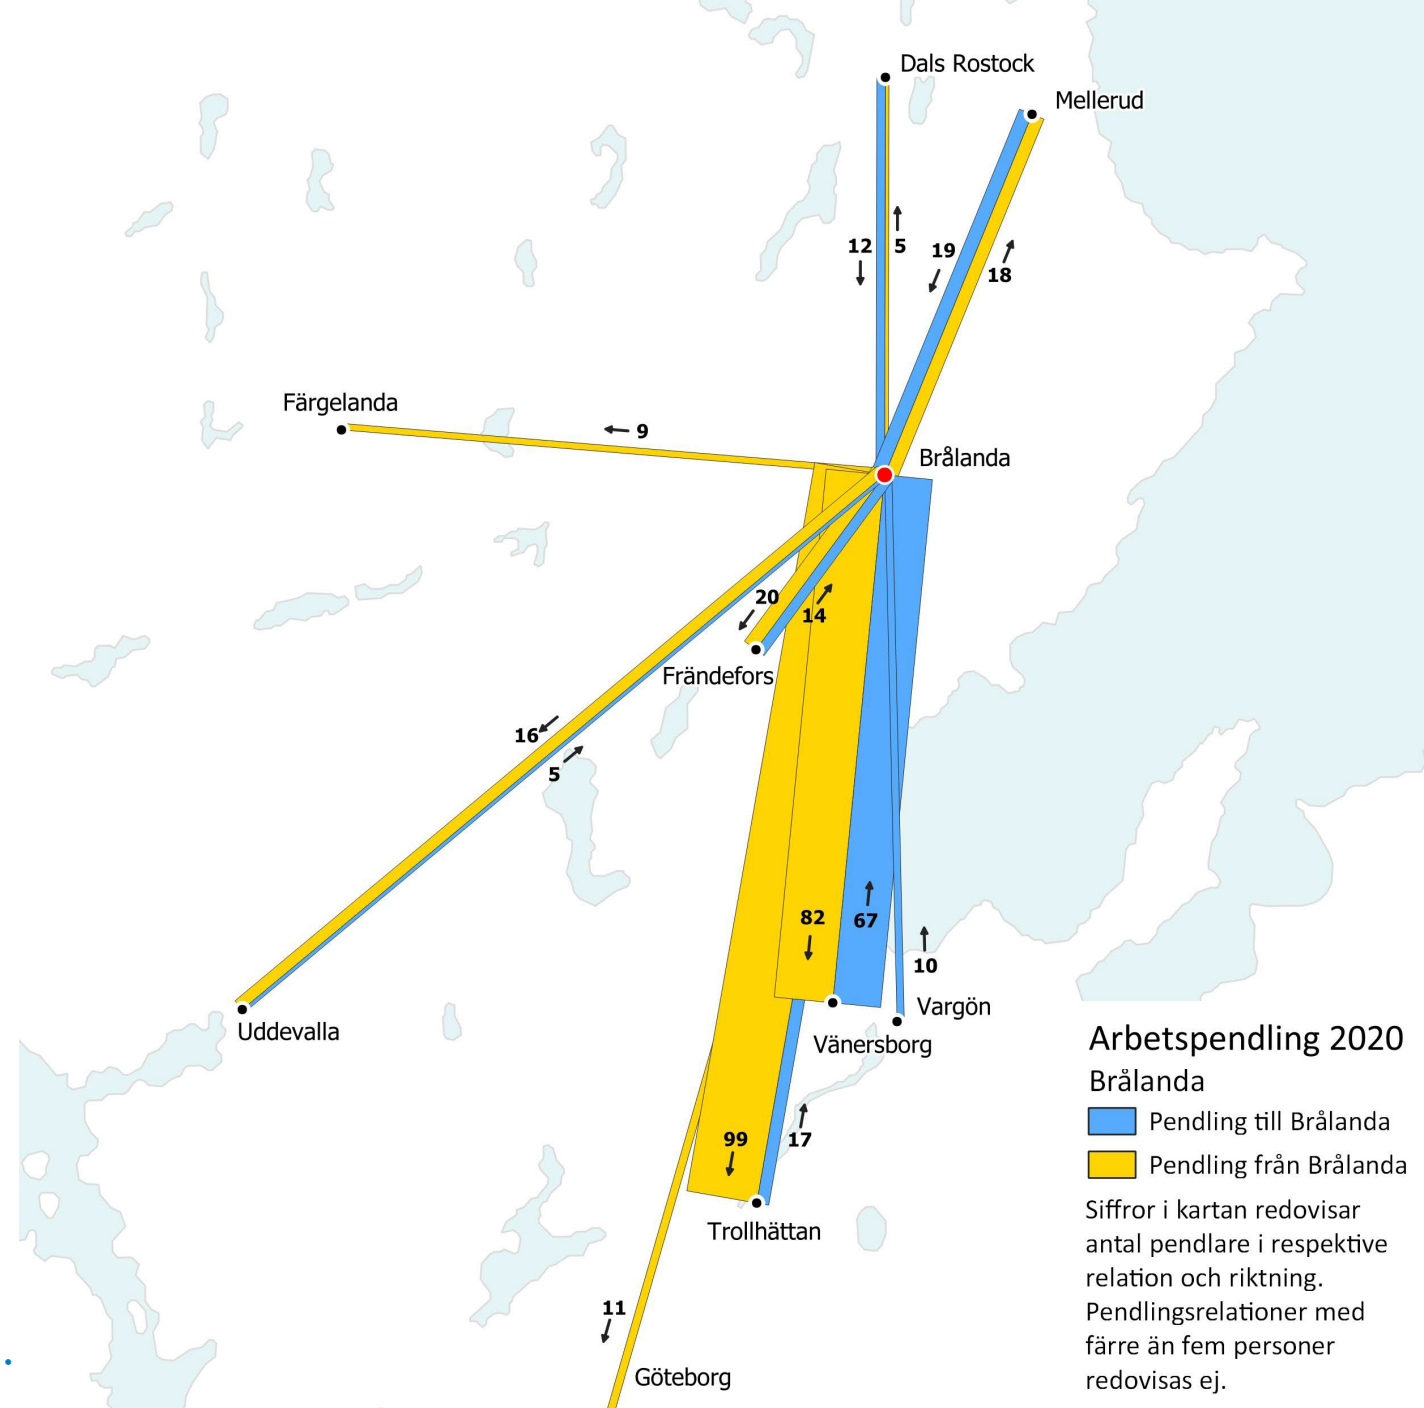 Dals Rostock
Mellerud
12
5
19
18
Färgelanda
9
Brålanda
20
14
Frändefors
16
5
82
67
10
Uddevalla
Vargön
Vänersborg
99
17
Trollhättan
11
Göteborg
Arbetspendling 2020
Brålanda
Pendling till Brålanda
Pendling från Brålanda
Siffror i kartan redovisar
antal pendlare i respektive
relation och riktning.
Pendlingsrelationer med
färre än fem personer
redovisas ej.